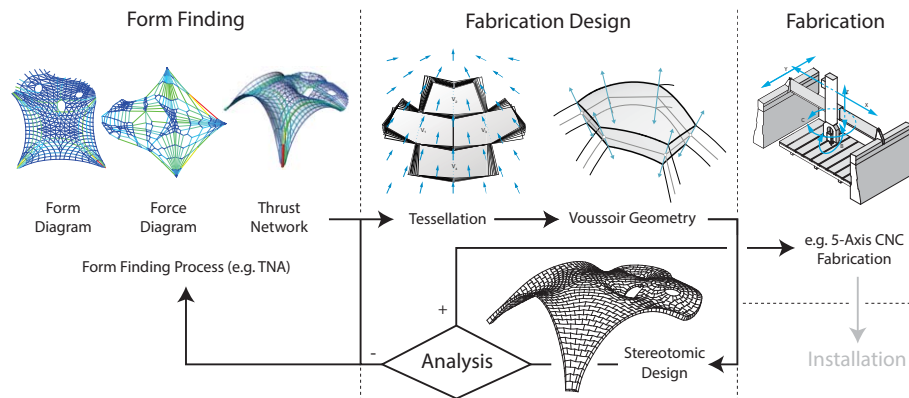 Form Finding
Fabrication Design
Fabrication
Form
Diagram
Force
Diagram
Thrust
Network
Tessellation
Voussoir Geometry
e.g. 5-Axis CNC
Fabrication
Form Finding Process (e.g. TNA)
+
-
Analysis
Stereotomic
Design
Installation